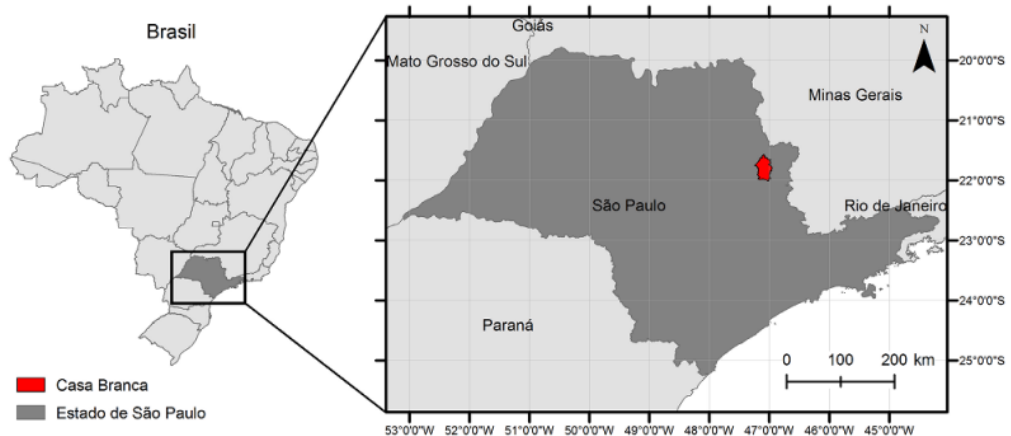 Brasil
Casa Branca
Estado de São Paulo
Goiás
Mato Grosso do Sul
N
Minas Gerais
São Paulo
Rio de Janeiro
Paraná
0 100 200 km
20°0'0"S
21°0'0"S
22°0'0"S
23°0'0"S
24°0'0"S
25°0'0"S
53°0'0"W 52°0'0"W 51°0'0"W 50°0'0"W 49°0'0"W 48°0'0"W 47°0'0"W 46°0'0"W 45°0'0"W